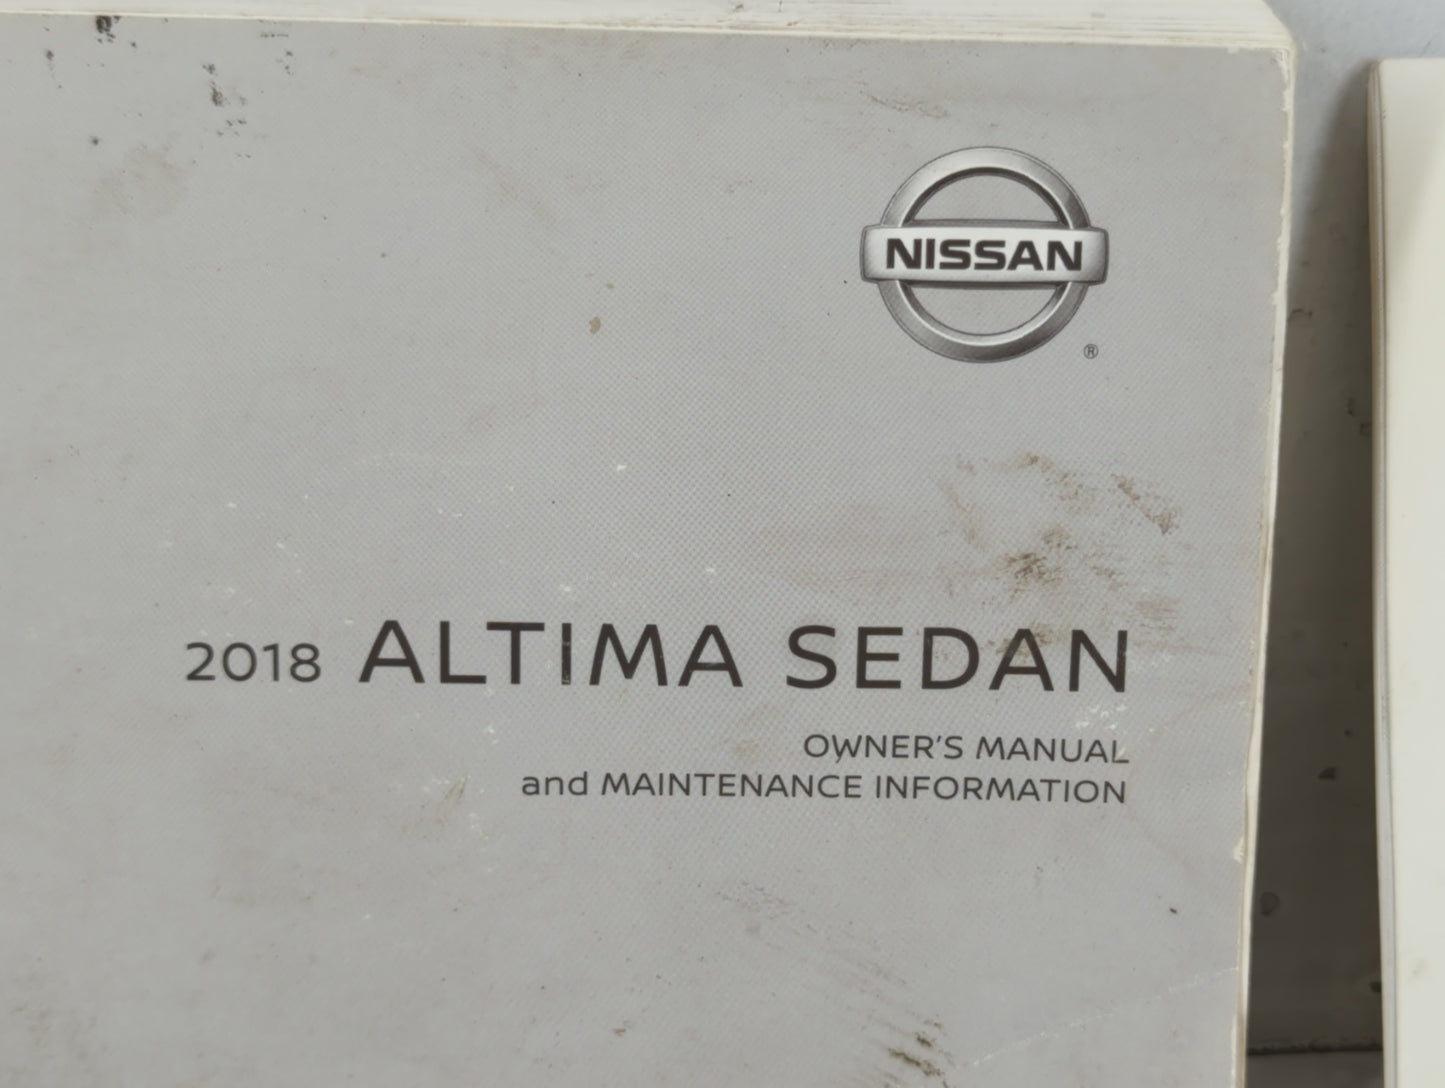 NISSAN
®
2018 ALTIMA SEDAN
OWNER'S MANUAL
and MAINTENANCE INFORMATION